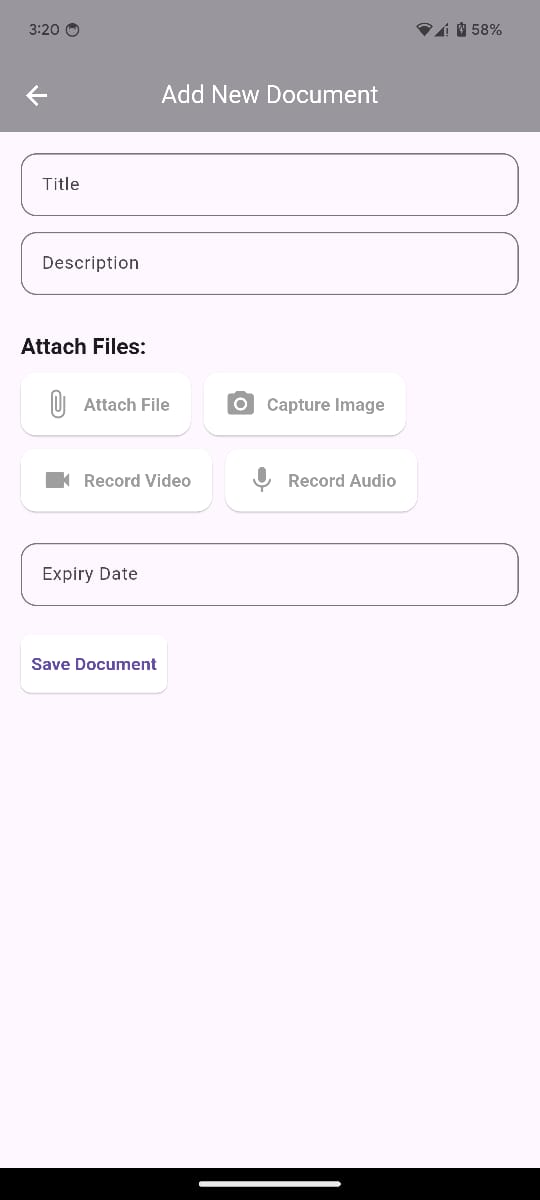 3:20 58%
Add New Document
Title
Description
Attach Files:
Attach File Capture Image
Record Video Record Audio
Expiry Date
Save Document